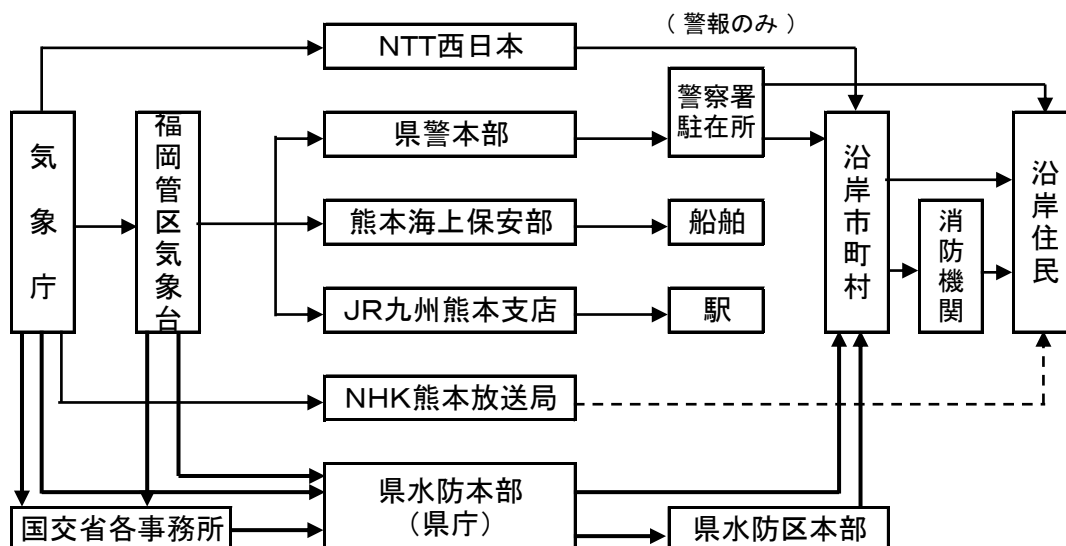 (警報のみ)
NTT西日本
気象庁
福岡管区気象台
県警本部
警察署
駐在所
沿岸市町村
沿岸住民
熊本海上保安部
船舶
消防機関
JR九州熊本支店
駅
NHK熊本放送局
県水防本部
(県庁)
国交省各事務所
県水防区本部